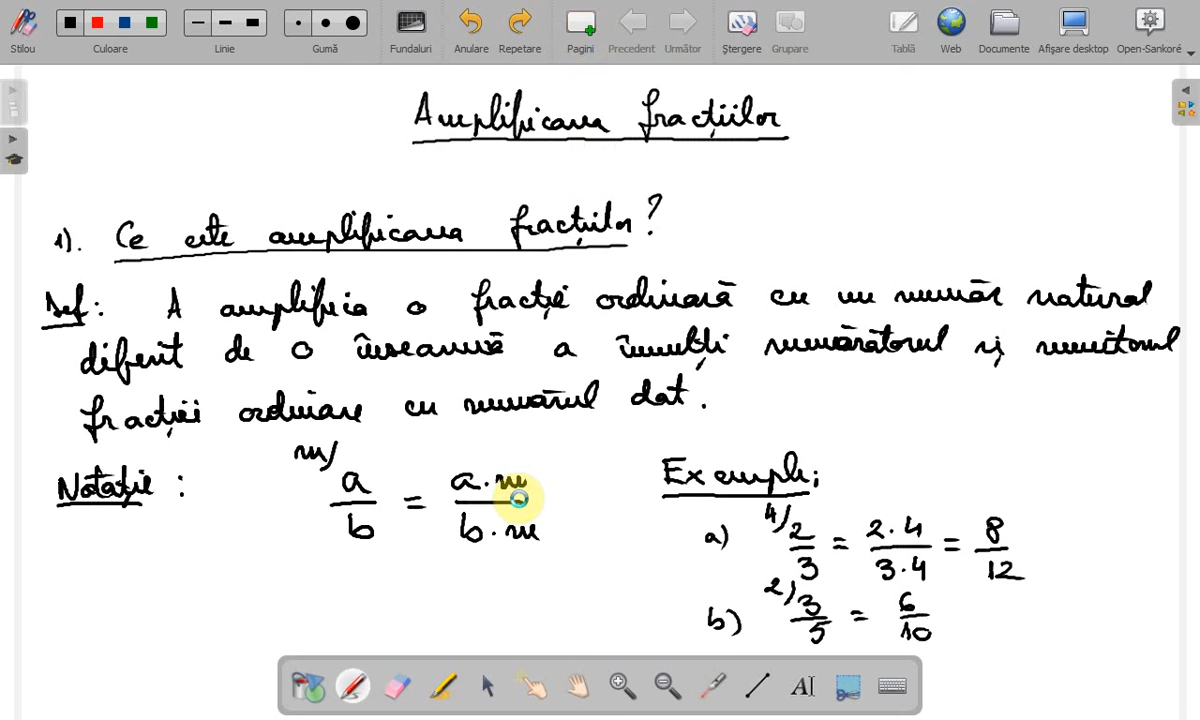 Stilou Culoare Linie Gumă Fundaluri Anulare Repetare Pagini Precedent Următor Ștergere Grupare Tablă Web Documente Afișare desktop Open-Sankoré
Amplificarea fracțiilor
1). Ce este amplificarea fracțiilor?
Def: A amplifica o fracție ordinară cu un număr natural
diferit de 0 înseamnă a înmulți numărătorul și numitorul
fracției ordinare cu numărul dat.
Notație: m/ a/b = a·m / b·m
Exemple:
a) 4/ 2/3 = 2·4 / 3·4 = 8/12
b) 2/ 3/5 = 6/10